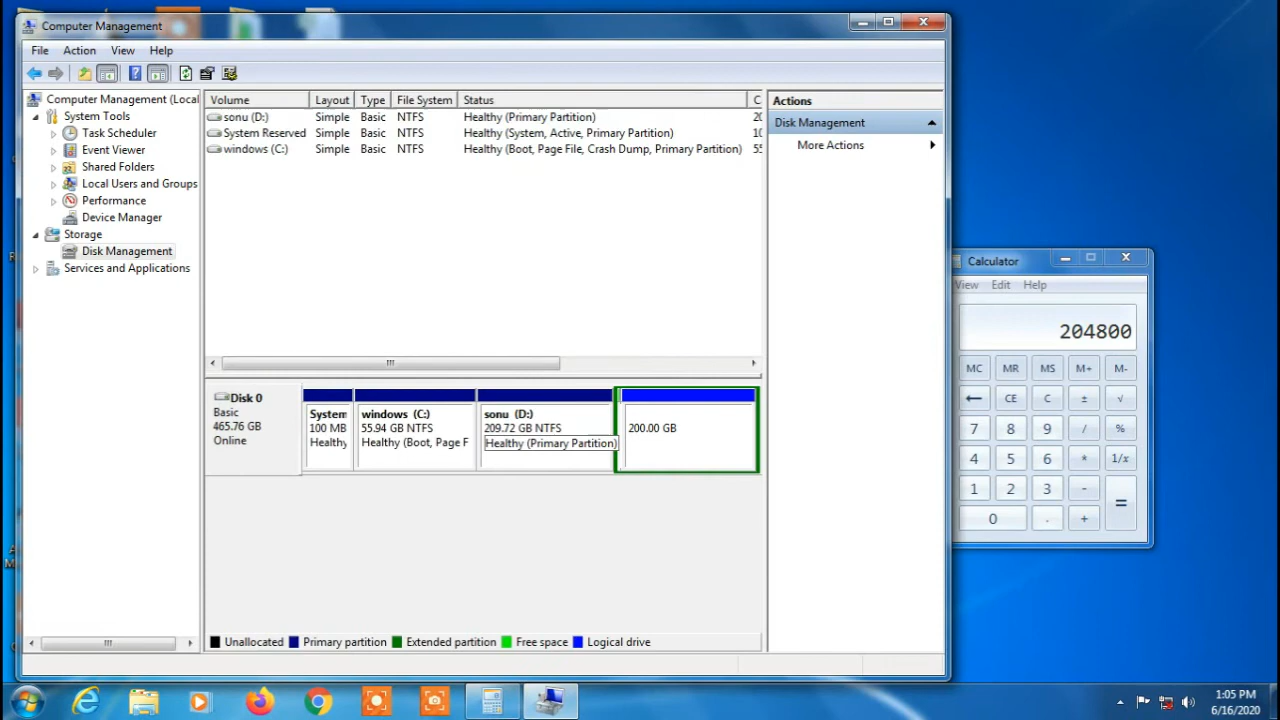 Computer Management
File Action View Help
Computer Management (Local
System Tools
Task Scheduler
Event Viewer
Shared Folders
Local Users and Groups
Performance
Device Manager
Storage
Disk Management
Services and Applications
Volume Layout Type File System Status C
sonu (D:) Simple Basic NTFS Healthy (Primary Partition) 20
System Reserved Simple Basic NTFS Healthy (System, Active, Primary Partition) 10
windows (C:) Simple Basic NTFS Healthy (Boot, Page File, Crash Dump, Primary Partition) 55
Disk 0
Basic
465.76 GB
Online
System
100 MB
Healthy
windows (C:)
55.94 GB NTFS
Healthy (Boot, Page F
sonu (D:)
209.72 GB NTFS
Healthy (Primary Partition)
200.00 GB
Unallocated Primary partition Extended partition Free space Logical drive
Actions
Disk Management
More Actions
Calculator
View Edit Help
204800
MC MR MS M+ M-
← CE C ± √
7 8 9 / %
4 5 6 * 1/x
1 2 3 - =
0 . +
1:05 PM
6/16/2020